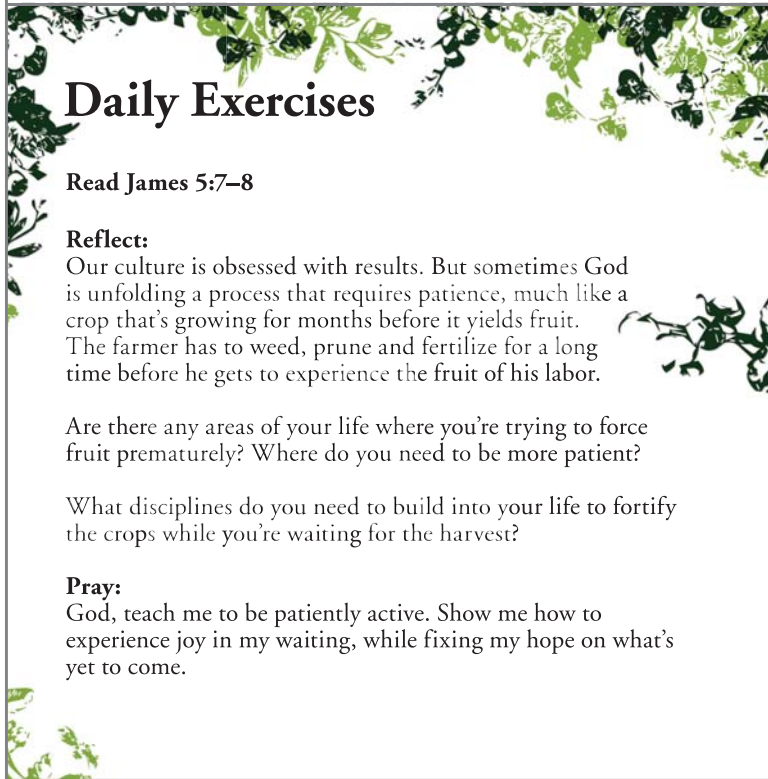 Daily Exercises
Read James 5:7–8
Reflect:
Our culture is obsessed with results. But sometimes God
is unfolding a process that requires patience, much like a
crop that’s growing for months before it yields fruit.
The farmer has to weed, prune and fertilize for a long
time before he gets to experience the fruit of his labor.
Are there any areas of your life where you’re trying to force
fruit prematurely? Where do you need to be more patient?
What disciplines do you need to build into your life to fortify
the crops while you’re waiting for the harvest?
Pray:
God, teach me to be patiently active. Show me how to
experience joy in my waiting, while fixing my hope on what’s
yet to come.